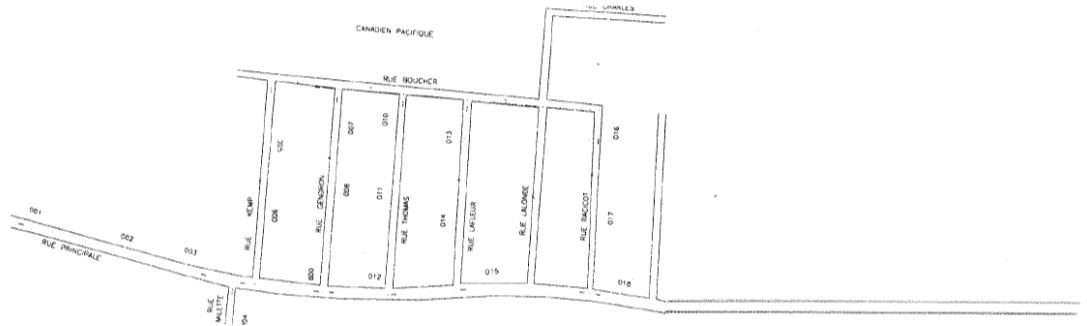 RUE CHARLES
CANADIEN PACIFIQUE
RUE BOUCHER
005
007
010
013
016
RUE KEMP
006
RUE GENDRON
008
011
RUE THOMAS
014
RUE LAFLEUR
RUE LALONDE
RUE RACICOT
017
001
002
003
RUE PRINCIPALE
009
012
015
018
RUE
MILETTE
004